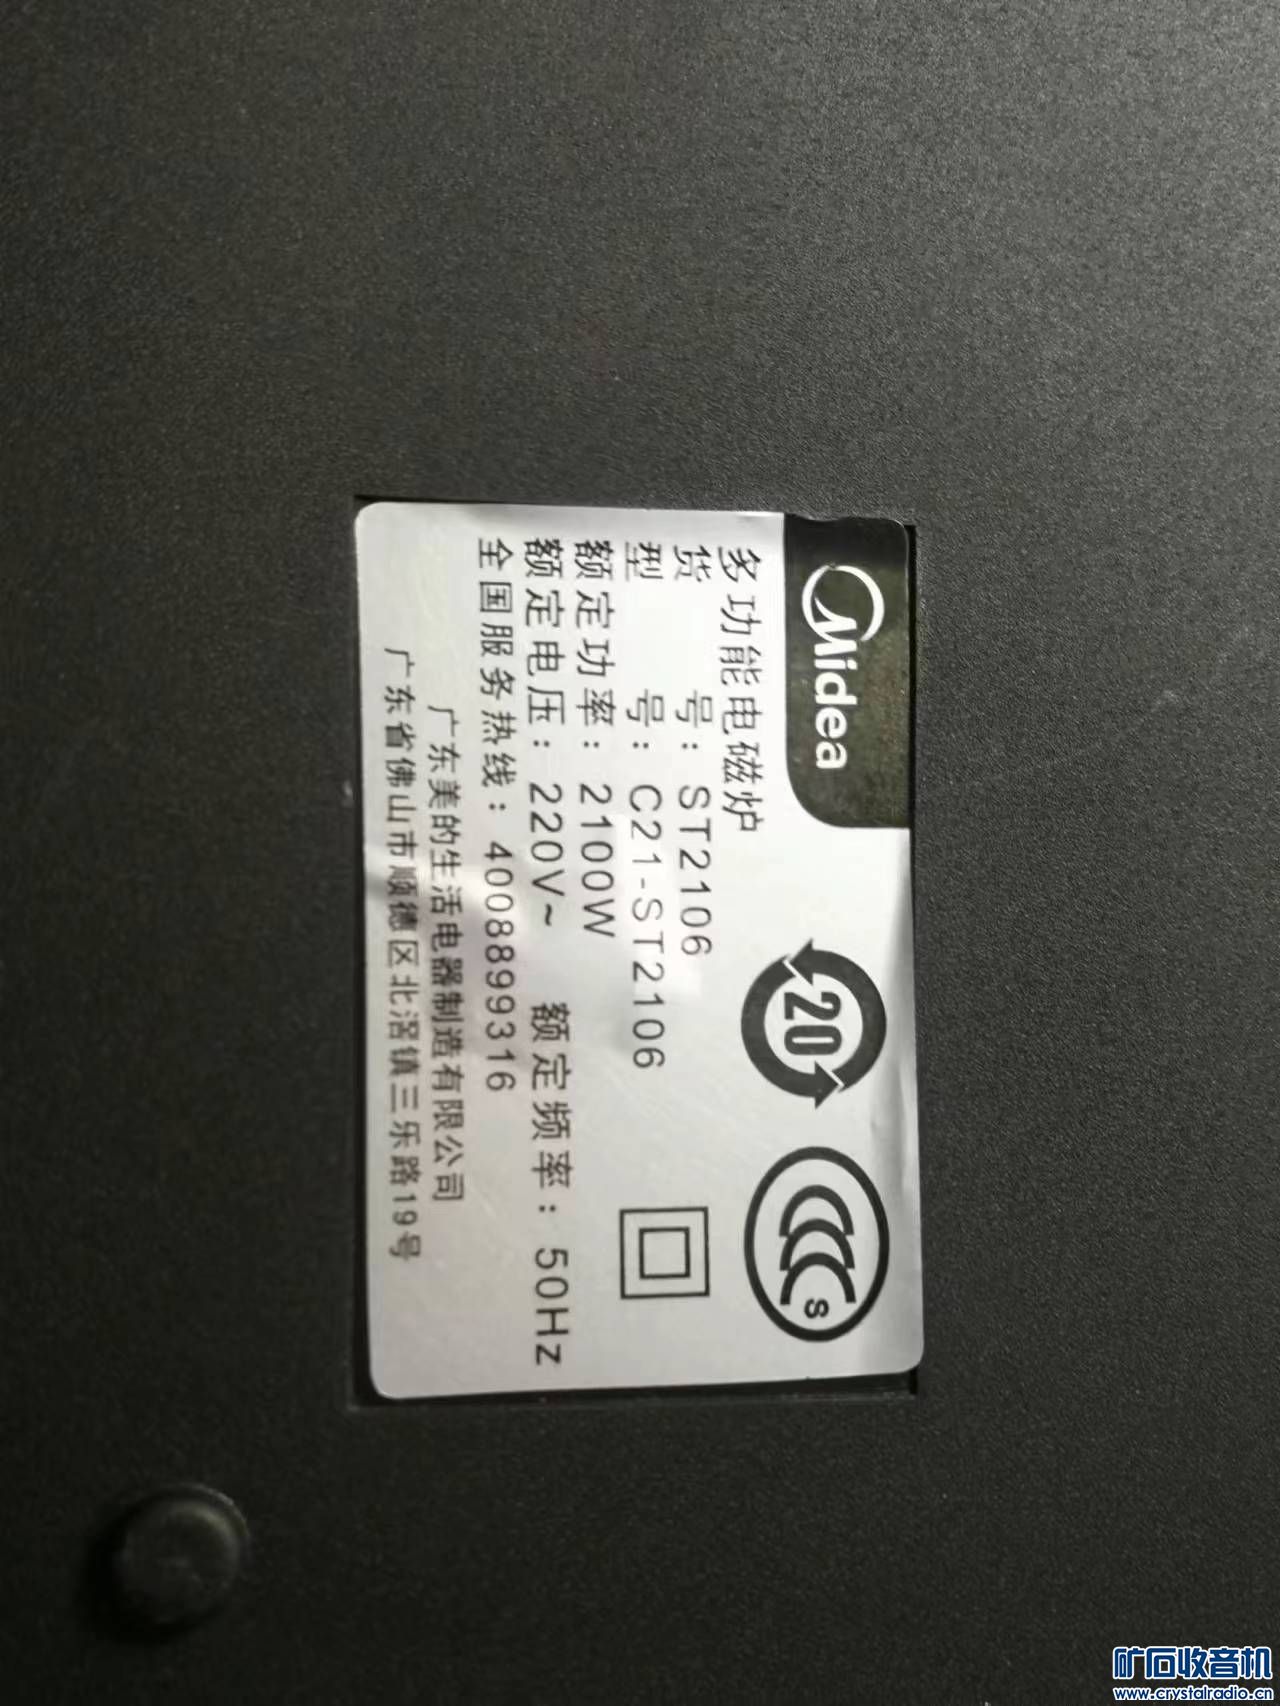 Midea
多功能电磁炉
货号：ST2106
型号：C21-ST2106
额定功率：2100W
额定电压：220V~ 额定频率：50Hz
全国服务热线：4008899316
广东美的生活电器制造有限公司
广东省佛山市顺德区北滘镇三乐路19号
20
CCC S
矿石收音机
www.crystalradio.cn